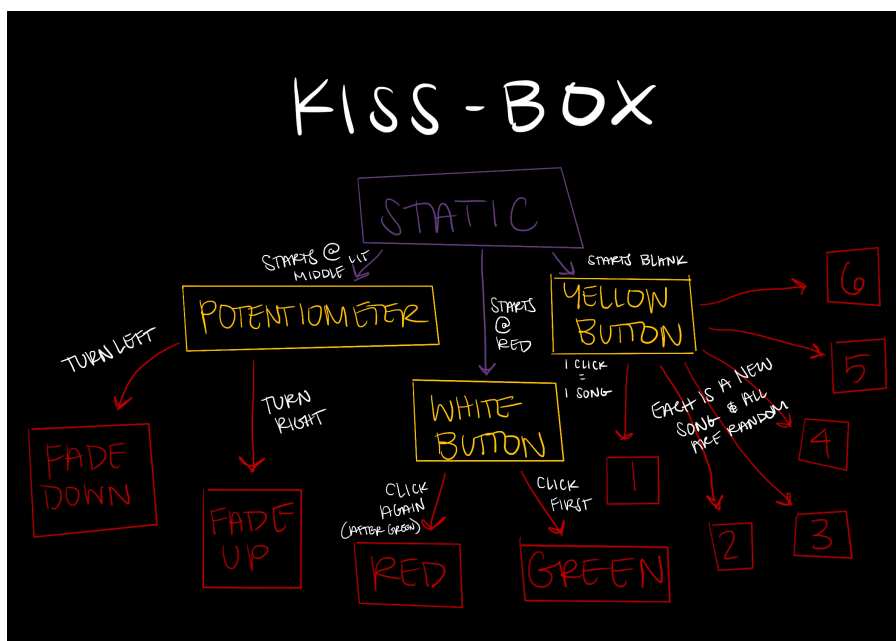 KISS-BOX
STATIC
STARTS @ LIT
MIDDLE
STARTS BLANK
POTENTIOMETER
STARTS
@
RED
YELLOW
BUTTON
6
5
TURN LEFT
TURN
RIGHT
1 CLICK
=
1 SONG
EACH IS A NEW
SONG & ALL
ARE RANDOM
WHITE
BUTTON
4
FADE
DOWN
1
CLICK
AGAIN
(AFTER GREEN)
CLICK
FIRST
FADE
UP
RED
GREEN
2
3